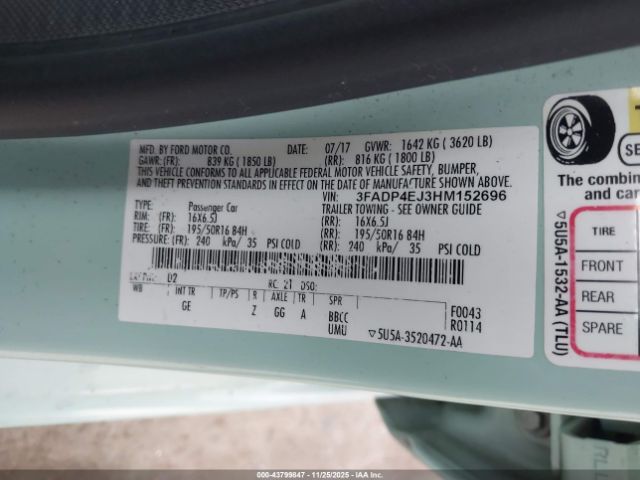 MFD. BY FORD MOTOR CO. DATE: 07/17 GVWR: 1642 KG ( 3620 LB)
GAWR: (FR): 839 KG ( 1850 LB) (RR): 816 KG ( 1800 LB)
THIS VEHICLE CONFORMS TO ALL APPLICABLE FEDERAL MOTOR VEHICLE SAFETY, BUMPER,
AND THEFT PREVENTION STANDARDS IN EFFECT ON THE DATE OF MANUFACTURE SHOWN ABOVE.
VIN: 3FADP4EJ3HM152696
TYPE: Passenger Car TRAILER TOWING - SEE OWNER GUIDE
RIM: (FR): 16X6.5J (RR): 16X6.5J
TIRE: (FR): 195/50R16 84H (RR): 195/50R16 84H
PRESSURE: (FR): 240 kPa/ 35 PSI COLD (RR): 240 kPa/ 35 PSI COLD
D2 RC: 21 DSO:
WB INT TR TP/PS R AXLE TR SPR
GE Z GG A BBCC F0043
UMU R0114
▽5U5A-3520472-AA
The combin
and car
TIRE
FRONT
REAR
SPARE
▽5U5A-1532-AA (TLU)
© IAA Holdings, LLC 43799847 - 11/25/2025 - copart.com